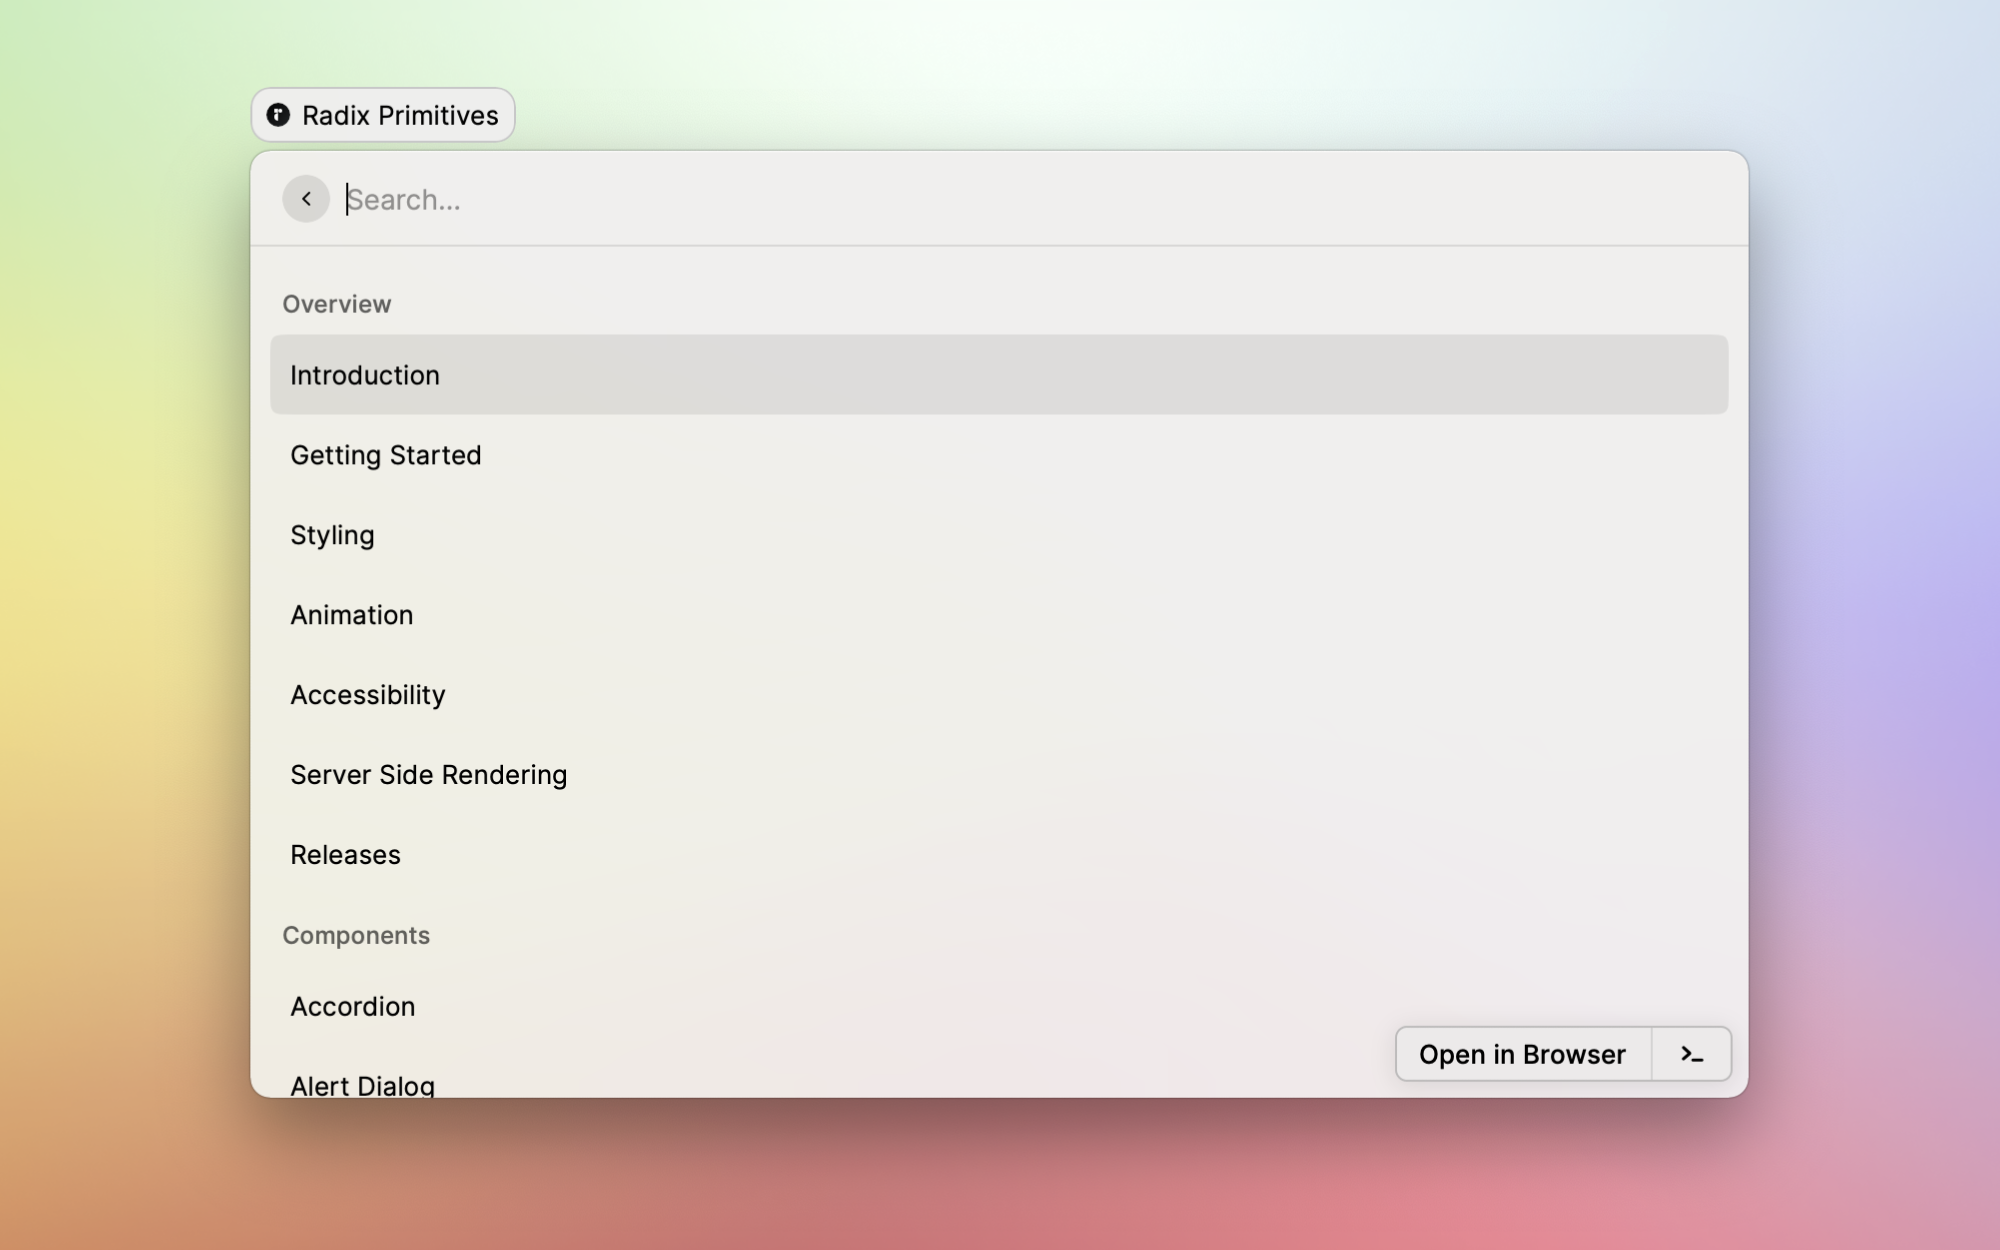 Radix Primitives
Search...
Overview
Introduction
Getting Started
Styling
Animation
Accessibility
Server Side Rendering
Releases
Components
Accordion
Alert Dialog
Open in Browser